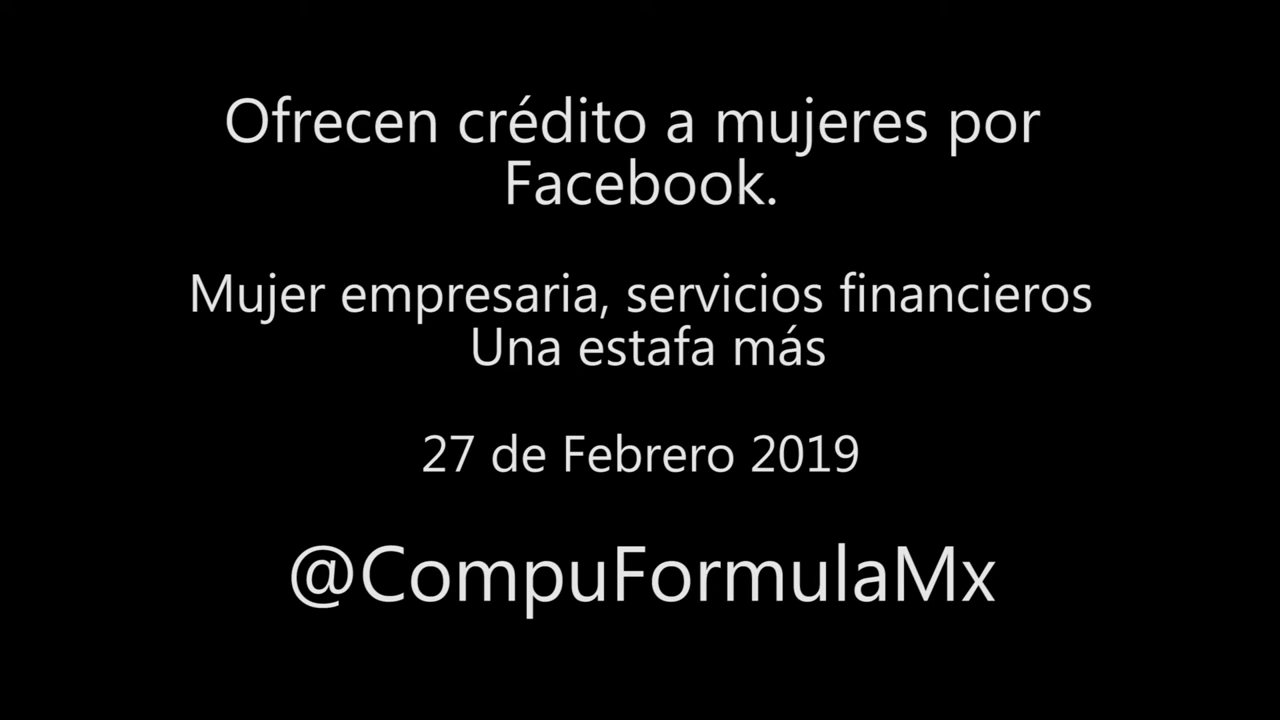 Ofrecen crédito a mujeres por
Facebook.
Mujer empresaria, servicios financieros
Una estafa más
27 de Febrero 2019
@CompuFormulaMx